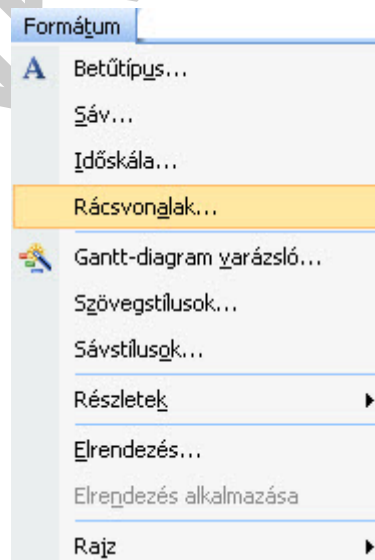 Formátum
Betűtípus...
Sáv...
Időskála...
Rácsvonalak...
Gantt-diagram varázsló...
Szövegstílusok...
Sávstílusok...
Részletek
Elrendezés...
Elrendezés alkalmazása
Rajz